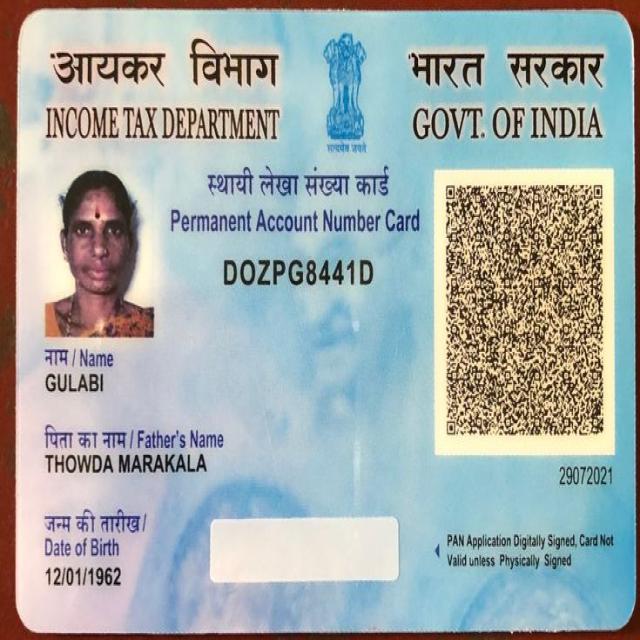 आयकर विभाग
INCOME TAX DEPARTMENT
सत्यमेव जयते
भारत सरकार
GOVT. OF INDIA
स्थायी लेखा संख्या कार्ड
Permanent Account Number Card
DOZPG8441D
नाम / Name
GULABI
पिता का नाम / Father's Name
THOWDA MARAKALA
जन्म की तारीख /
Date of Birth
12/01/1962
29072021
PAN Application Digitally Signed, Card Not
Valid unless Physically Signed